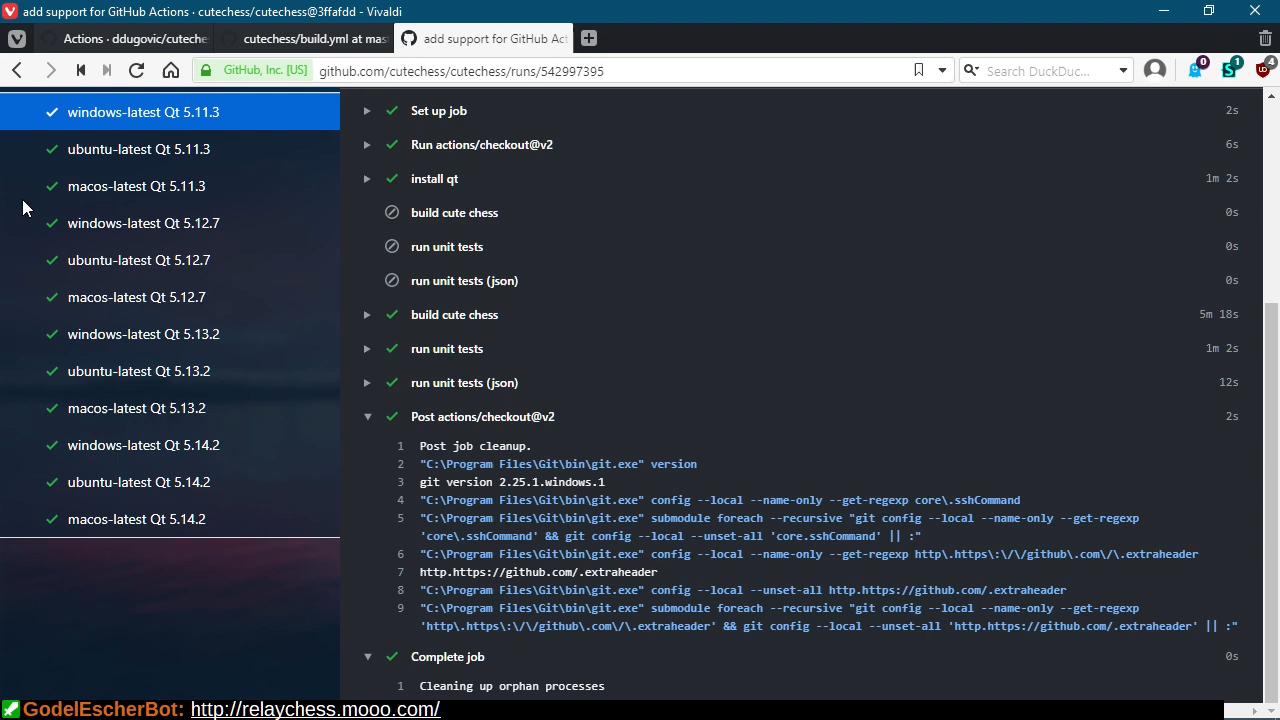 add support for GitHub Actions · cutechess/cutechess@3ffafdd - Vivaldi
Actions · ddugovic/cuteche
cutechess/build.yml at mas
add support for GitHub Act
GitHub, Inc. [US]
github.com/cutechess/cutechess/runs/542997395
Search DuckDuc...
0
1
4
windows-latest Qt 5.11.3
ubuntu-latest Qt 5.11.3
macos-latest Qt 5.11.3
windows-latest Qt 5.12.7
ubuntu-latest Qt 5.12.7
macos-latest Qt 5.12.7
windows-latest Qt 5.13.2
ubuntu-latest Qt 5.13.2
macos-latest Qt 5.13.2
windows-latest Qt 5.14.2
ubuntu-latest Qt 5.14.2
macos-latest Qt 5.14.2
Set up job 2s
Run actions/checkout@v2 6s
install qt 1m 2s
build cute chess 0s
run unit tests 0s
run unit tests (json) 0s
build cute chess 5m 18s
run unit tests 1m 2s
run unit tests (json) 12s
Post actions/checkout@v2 2s
1 Post job cleanup.
2 "C:\Program Files\Git\bin\git.exe" version
3 git version 2.25.1.windows.1
4 "C:\Program Files\Git\bin\git.exe" config --local --name-only --get-regexp core\.sshCommand
5 "C:\Program Files\Git\bin\git.exe" submodule foreach --recursive "git config --local --name-only --get-regexp
'core\.sshCommand' && git config --local --unset-all 'core.sshCommand' || :"
6 "C:\Program Files\Git\bin\git.exe" config --local --name-only --get-regexp http\.https\:\/\/github\.com/\/\.extraheader
7 http.https://github.com/.extraheader
8 "C:\Program Files\Git\bin\git.exe" config --local --unset-all http.https://github.com/.extraheader
9 "C:\Program Files\Git\bin\git.exe" submodule foreach --recursive "git config --local --name-only --get-regexp
'http\.https\:\/\/github\.com/\/\.extraheader' && git config --local --unset-all 'http.https://github.com/.extraheader' || :"
Complete job 0s
1 Cleaning up orphan processes
GodelEscherBot: http://relaychess.mooo.com/